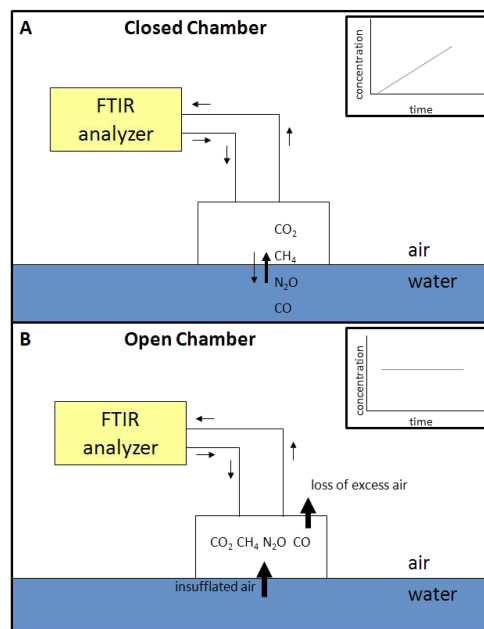 A
Closed Chamber
concentration
time
FTIR
analyzer
CO₂
CH₄
N₂O
CO
air
water
B
Open Chamber
concentration
time
FTIR
analyzer
loss of excess air
CO₂ CH₄ N₂O CO
insufflated air
air
water